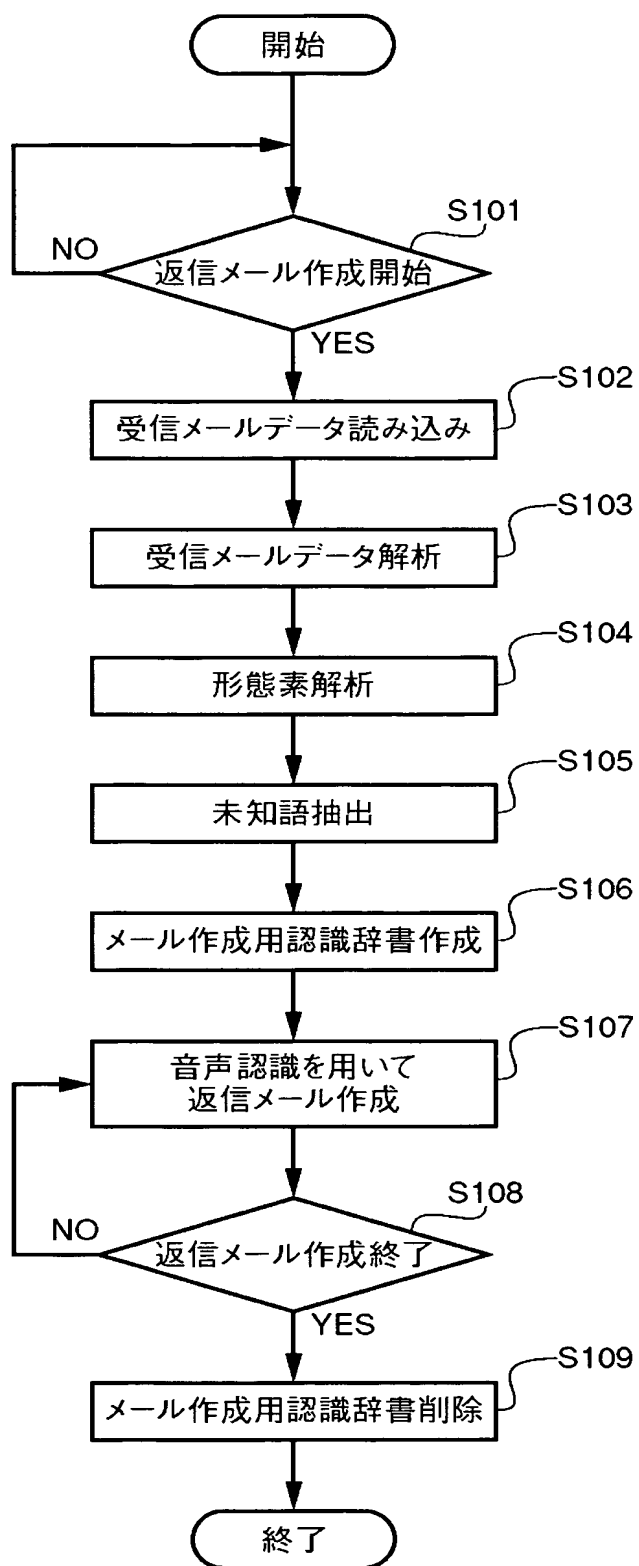 開始
S101
NO
返信メール作成開始
YES
S102
受信メールデータ読み込み
S103
受信メールデータ解析
S104
形態素解析
S105
未知語抽出
S106
メール作成用認識辞書作成
S107
音声認識を用いて
返信メール作成
S108
NO
返信メール作成終了
YES
S109
メール作成用認識辞書削除
終了